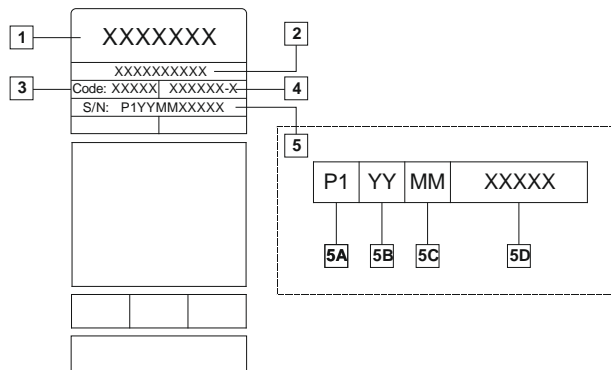 1 XXXXXXX 2
XXXXXXXXXX
3 Code: XXXXX XXXXXX-X 4
S/N: P1YYMMXXXXX
5
P1 YY MM XXXXX
5A 5B 5C 5D